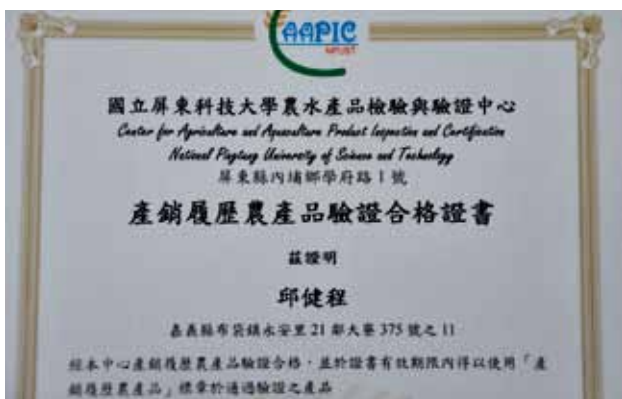 AAPIC
NPUST
國立屏東科技大學農水產品檢驗與驗證中心
Center for Agriculture and Aquaculture Product Inspection and Certification
National Pingtung University of Science and Technology
屏東縣內埔鄉學府路1號
產銷履歷農產品驗證合格證書
茲證明
邱健程
嘉義縣布袋鎮永安里21鄰大寮375號之11
經本中心產銷履歷農產品驗證合格，並於證書有效期限內得以使用「產
銷履歷農產品」標章於通過驗證之產品